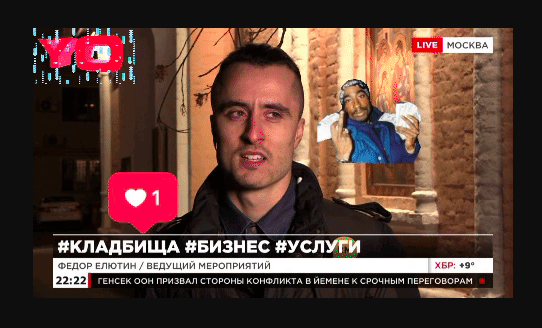 YO
LIVE МОСКВА
1
#КЛАДБИЩА #БИЗНЕС #УСЛУГИ
ФЕДОР ЕЛЮТИН / ВЕДУЩИЙ МЕРОПРИЯТИЙ
ХБР: +9°
22:22 ГЕНСЕК ООН ПРИЗВАЛ СТОРОНЫ КОНФЛИКТА В ЙЕМЕНЕ К СРОЧНЫМ ПЕРЕГОВОРАМ